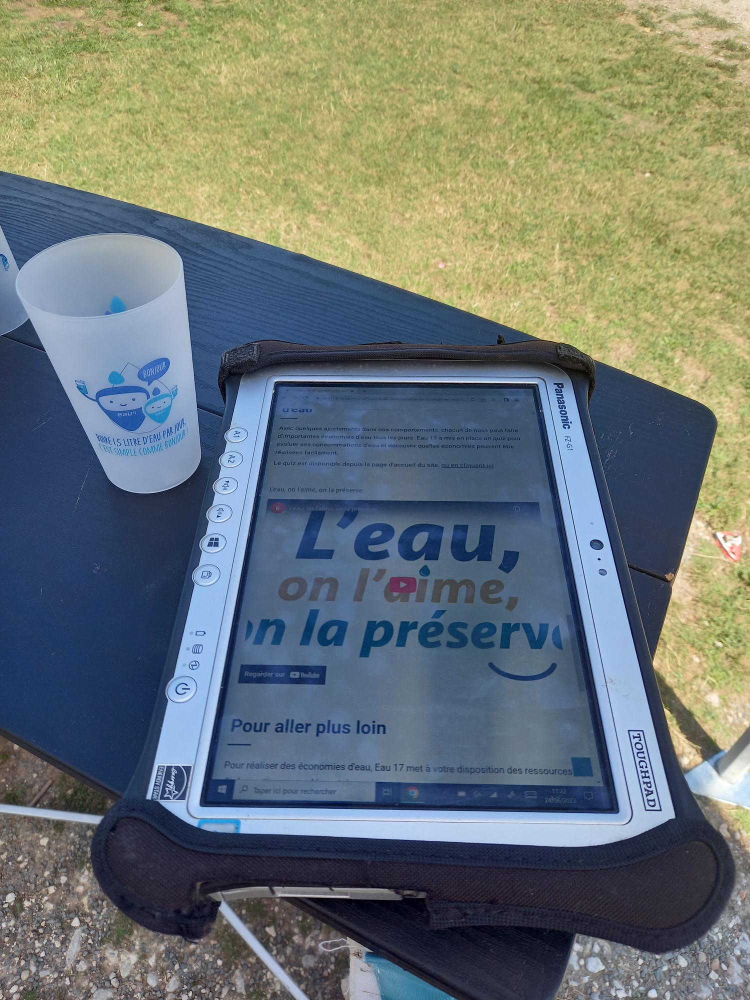 BONJOUR
eau17
eau17
BOIRE 1,5 LITRE D'EAU PAR JOUR,
C'EST SIMPLE COMME BONJOUR !
Panasonic FZ-G1
A1
A2
d'eau
Avec quelques ajustements dans nos comportements, chacun de nous peut faire
d'importantes économies d'eau tous les jours. Eau 17 a mis en place un quiz pour
évaluer ses consommations d'eau et découvrir quelles économies peuvent être
réalisées facilement.
Le quiz est disponible depuis la page d'accueil du site, ou en cliquant ici
L'eau, on l'aime, on la préserve
E L'eau, on l'aime, on la préserve
L'eau,
on l'aime,
on la préserve
Regarder sur YouTube
Pour aller plus loin
Pour réaliser des économies d'eau, Eau 17 met à votre disposition des ressources
Taper ici pour rechercher
11:22
24/06/2023
TOUGHPAD
energy
ENERGY STAR